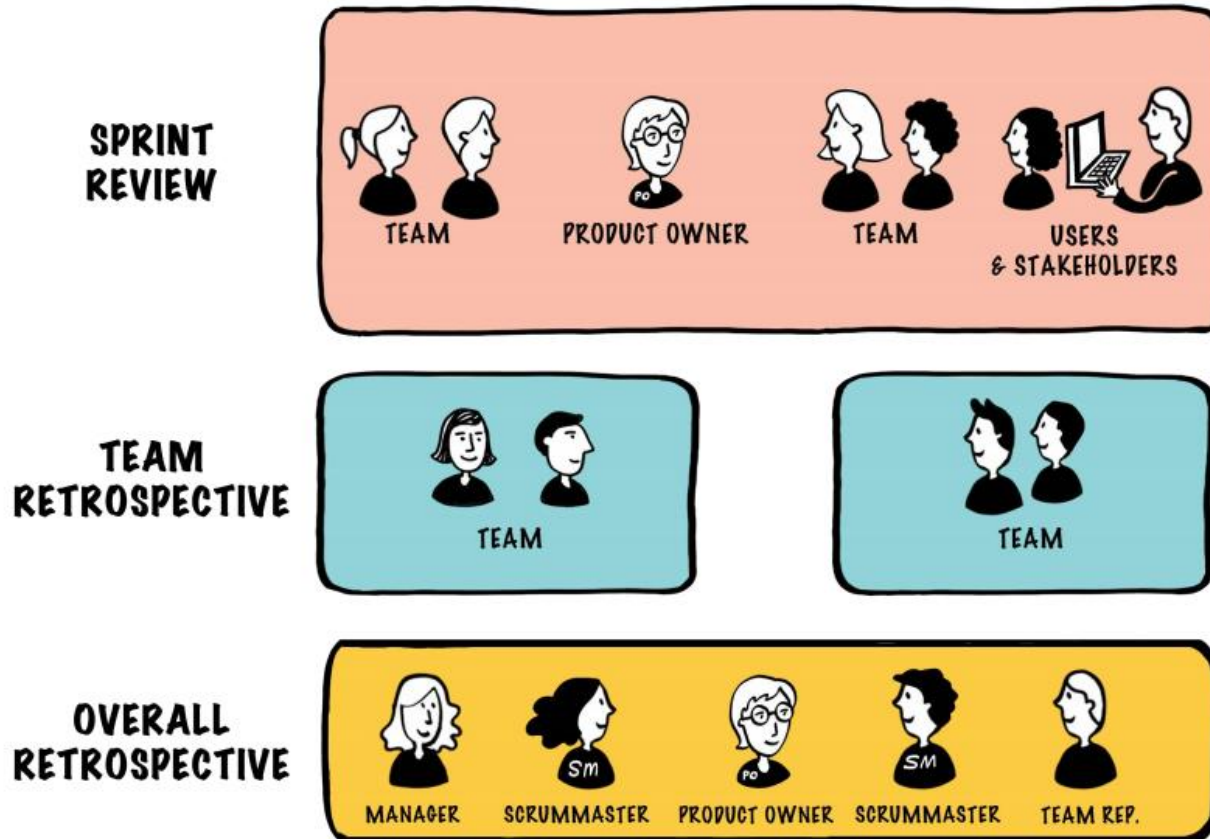 SPRINT
REVIEW
PO
TEAM
PRODUCT OWNER
TEAM
USERS
& STAKEHOLDERS
TEAM
RETROSPECTIVE
TEAM
TEAM
OVERALL
RETROSPECTIVE
SM
PO
SM
MANAGER
SCRUMMASTER
PRODUCT OWNER
SCRUMMASTER
TEAM REP.